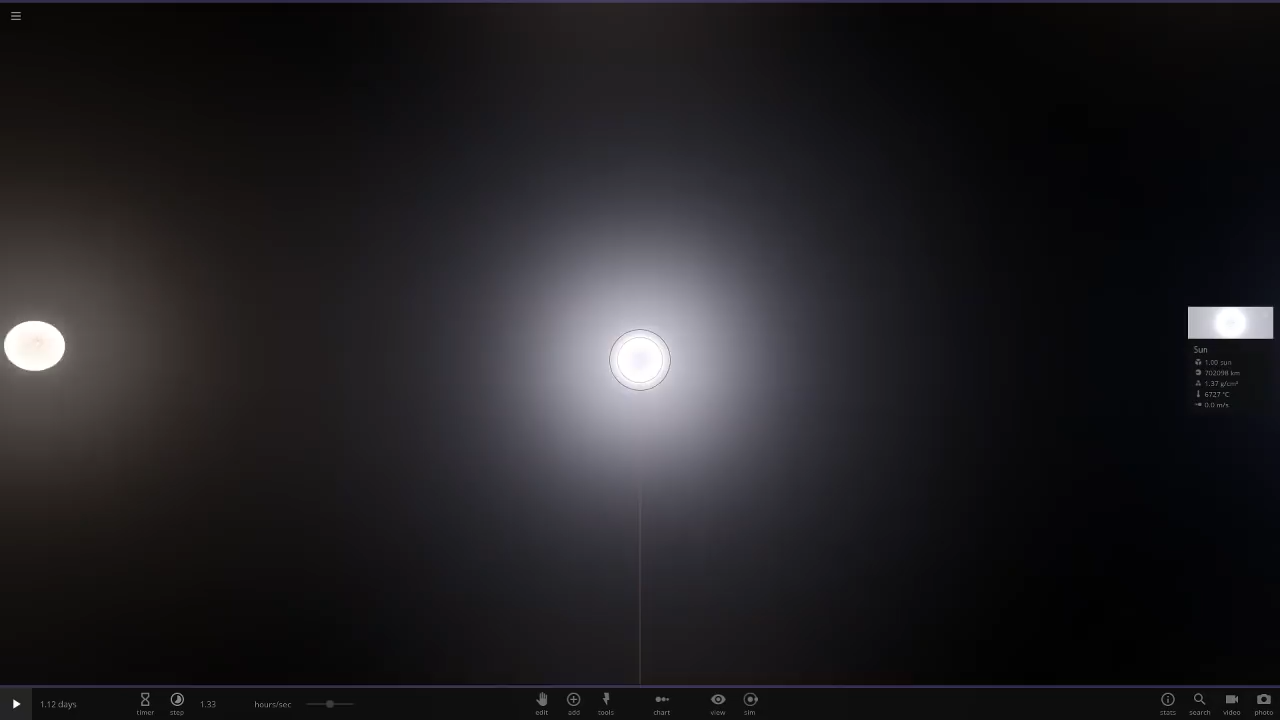 Sun
1.00 sun
702098 km
1.37 g/cm³
6727 °C
0.0 m/s
1.12 days
timer
step
1.33
hours/sec
edit
add
tools
chart
view
sim
stats
search
video
photo